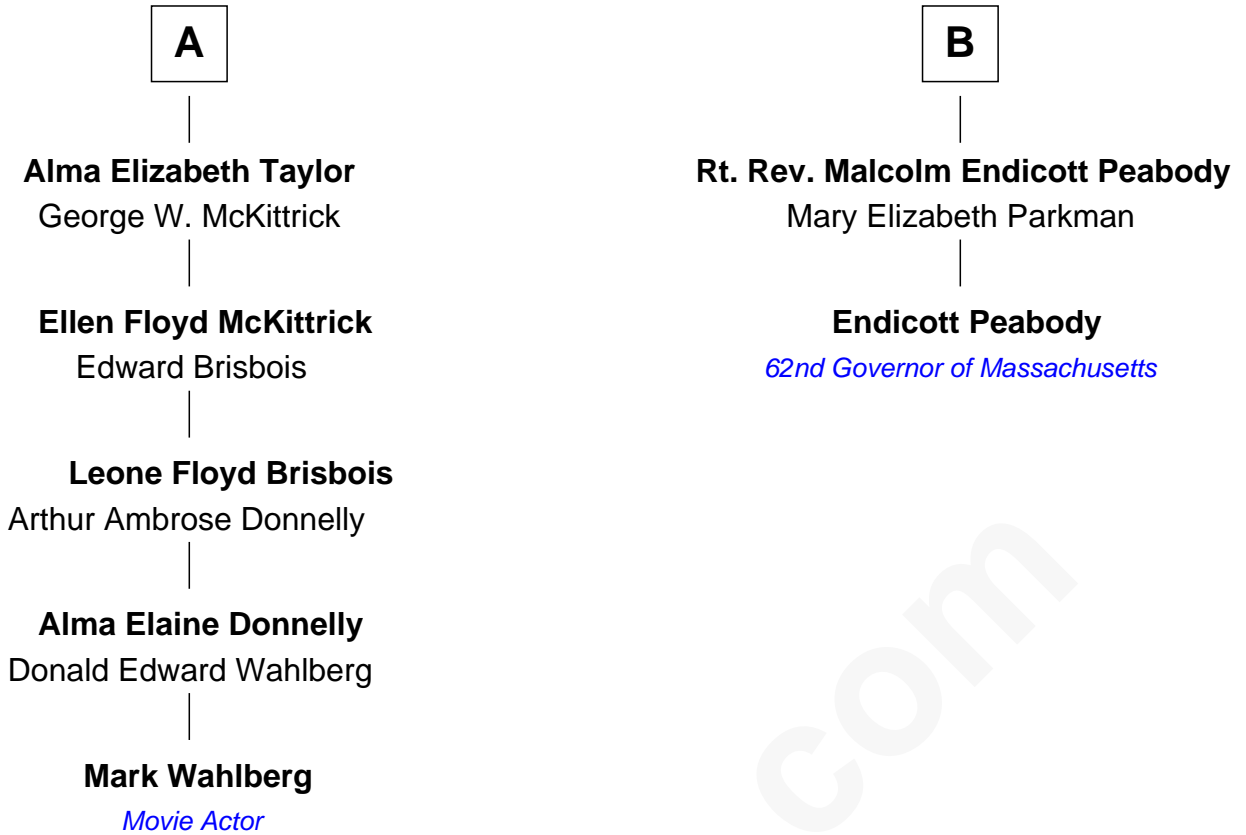 A
Alma Elizabeth Taylor
George W. McKittrick
Ellen Floyd McKittrick
Edward Brisbois
Leone Floyd Brisbois
Arthur Ambrose Donnelly
Alma Elaine Donnelly
Donald Edward Wahlberg
Mark Wahlberg
Movie Actor
B
Rt. Rev. Malcolm Endicott Peabody
Mary Elizabeth Parkman
Endicott Peabody
62nd Governor of Massachusetts
com